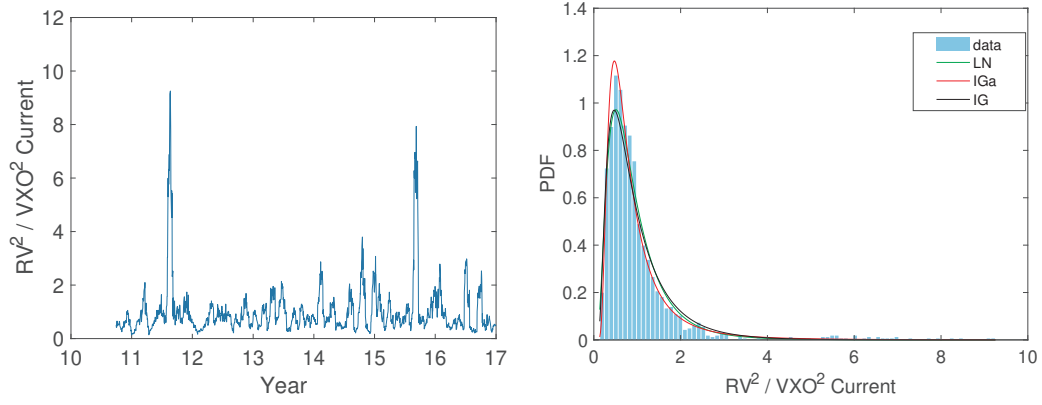 12
10
8
6
4
2
0
10 11 12 13 14 15 16 17
RV² / VXO² Current
Year
1.4
1.2
1
0.8
0.6
0.4
0.2
0
0 2 4 6 8 10
PDF
RV² / VXO² Current
data
LN
IGa
IG